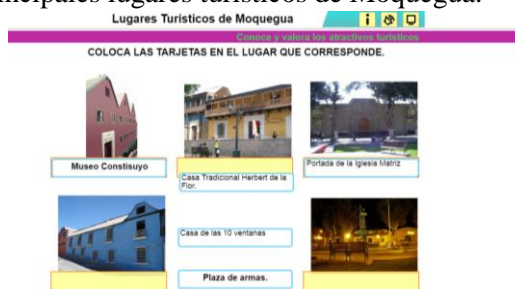 ncipales lugares turísticos de Moquegua.
Lugares Turísticos de Moquegua
i
Conoce y valora los atractivos turísticos
COLOCA LAS TARJETAS EN EL LUGAR QUE CORRESPONDE.
Museo Constisuyo
Casa Tradicional Herbert de la
Flor.
Portada de la Iglesia Matriz
Casa de las 10 ventanas
Plaza de armas.